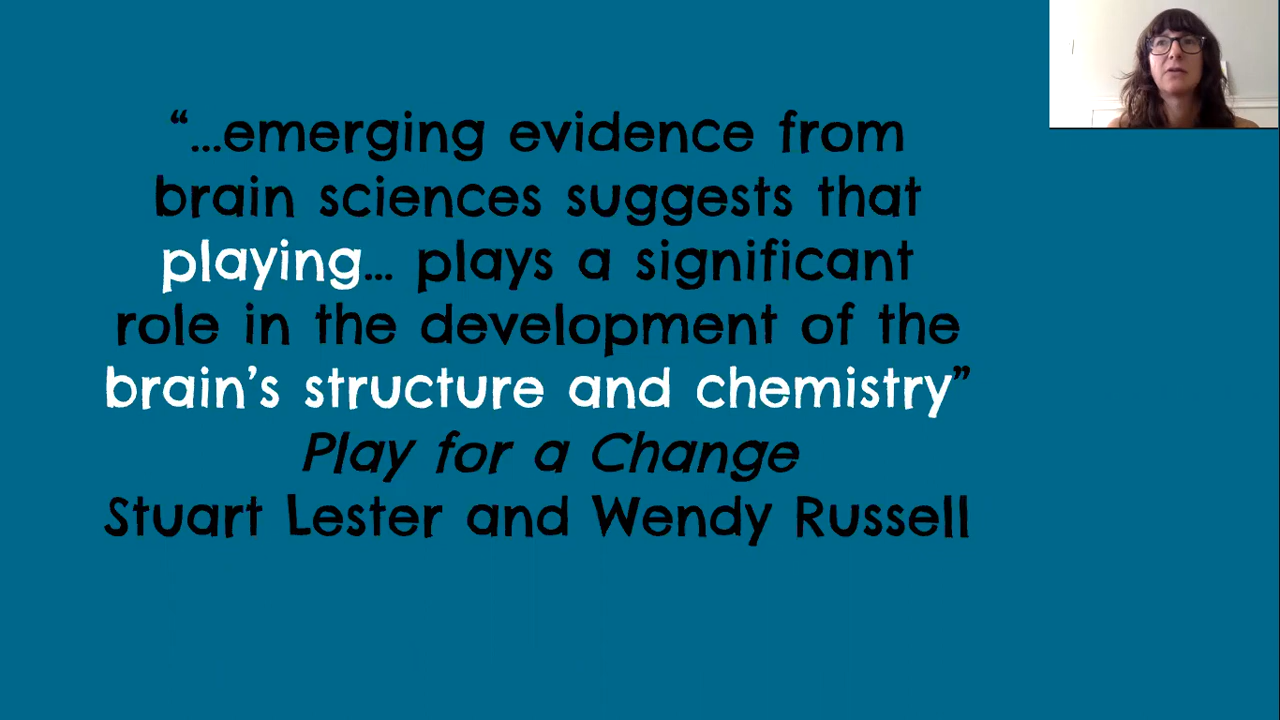 “...emerging evidence from
brain sciences suggests that
playing... plays a significant
role in the development of the
brain’s structure and chemistry”
Play for a Change
Stuart Lester and Wendy Russell